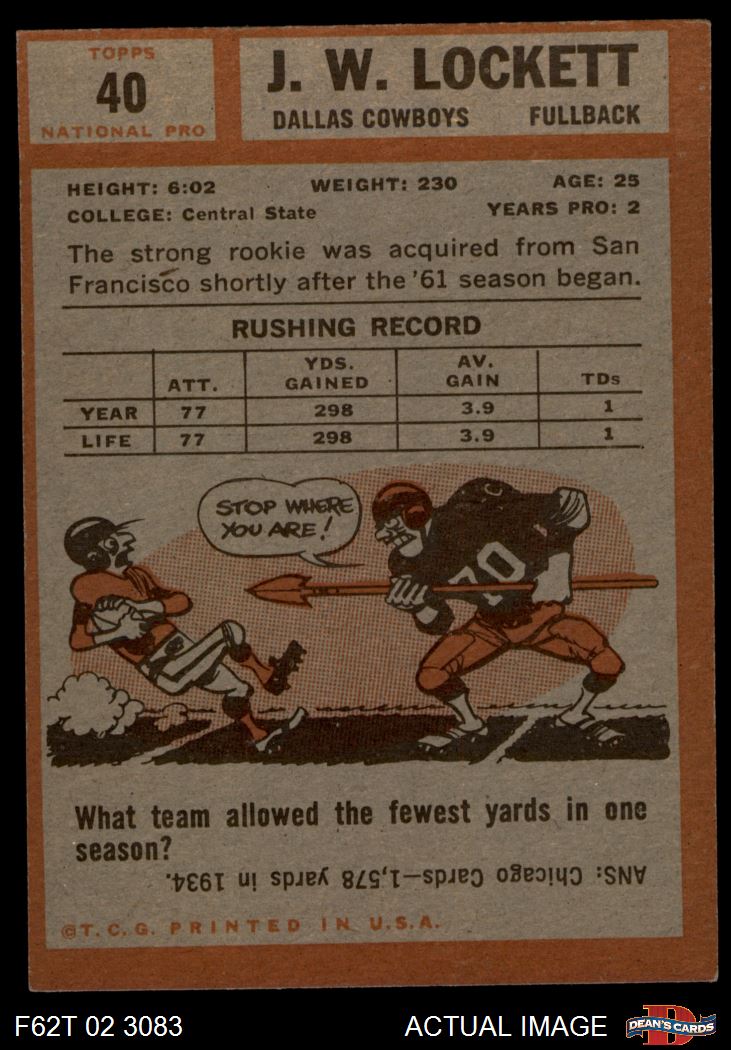 TOPPS
40
NATIONAL PRO
J. W. LOCKETT
DALLAS COWBOYS FULLBACK
HEIGHT: 6:02 WEIGHT: 230 AGE: 25
COLLEGE: Central State YEARS PRO: 2
The strong rookie was acquired from San
Francisco shortly after the '61 season began.
RUSHING RECORD
ATT. YDS. GAINED AV. GAIN TDs
YEAR 77 298 3.9 1
LIFE 77 298 3.9 1
STOP WHERE
YOU ARE!
70
What team allowed the fewest yards in one
season?
ANS: Chicago Cards—1,578 yards in 1934.
©T.C.G. PRINTED IN U.S.A.
F62T 02 3083 ACTUAL IMAGE DEAN'S CARDS